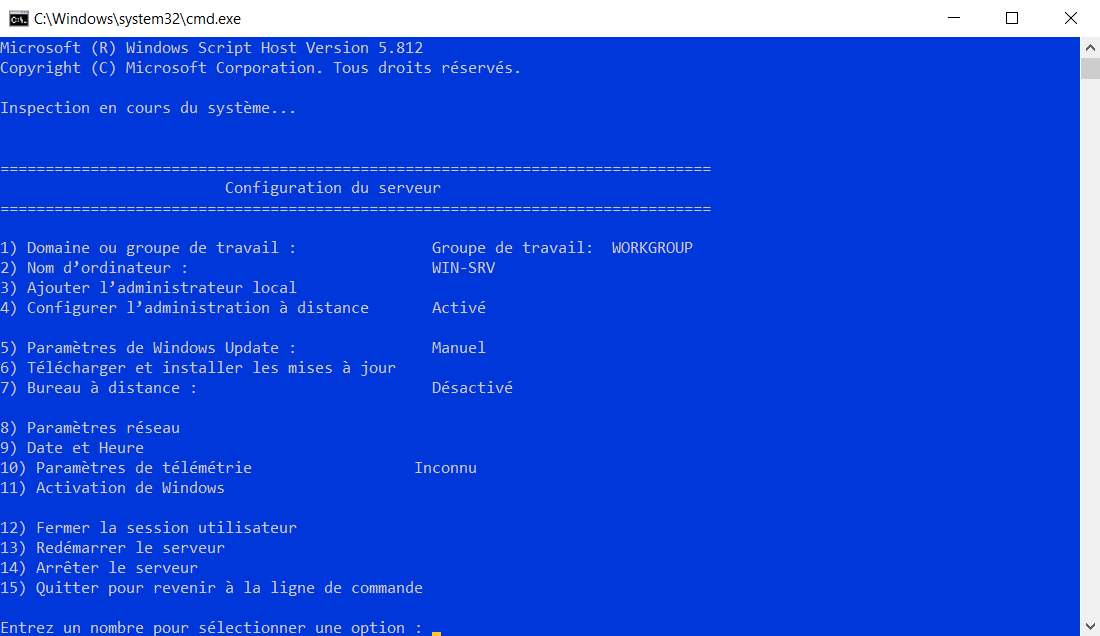 C:\Windows\system32\cmd.exe
Microsoft (R) Windows Script Host Version 5.812
Copyright (C) Microsoft Corporation. Tous droits réservés.
Inspection en cours du système...
===============================================================================
Configuration du serveur
===============================================================================
1) Domaine ou groupe de travail : Groupe de travail: WORKGROUP
2) Nom d’ordinateur : WIN-SRV
3) Ajouter l’administrateur local
4) Configurer l’administration à distance Activé
5) Paramètres de Windows Update : Manuel
6) Télécharger et installer les mises à jour
7) Bureau à distance : Désactivé
8) Paramètres réseau
9) Date et Heure
10) Paramètres de télémétrie Inconnu
11) Activation de Windows
12) Fermer la session utilisateur
13) Redémarrer le serveur
14) Arrêter le serveur
15) Quitter pour revenir à la ligne de commande
Entrez un nombre pour sélectionner une option :